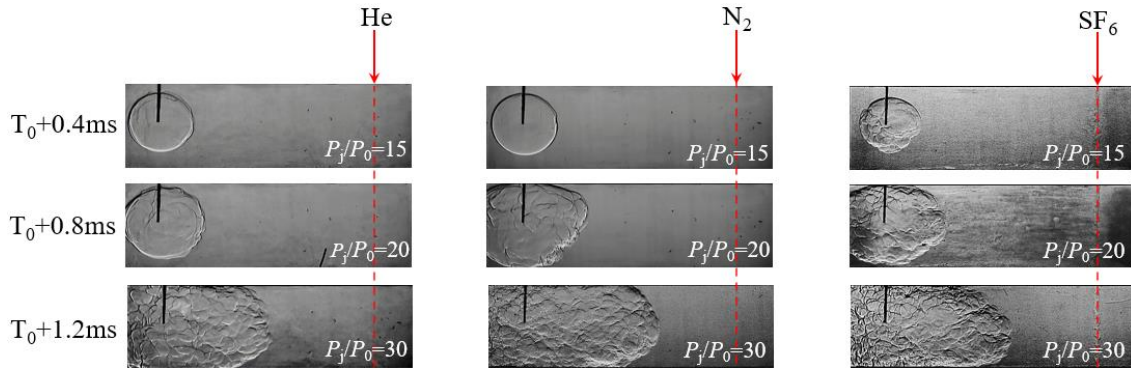 He N₂ SF₆
T₀+0.4ms Pⱼ/P₀=15 Pⱼ/P₀=15 Pⱼ/P₀=15
T₀+0.8ms Pⱼ/P₀=20 Pⱼ/P₀=20 Pⱼ/P₀=20
T₀+1.2ms Pⱼ/P₀=30 Pⱼ/P₀=30 Pⱼ/P₀=30